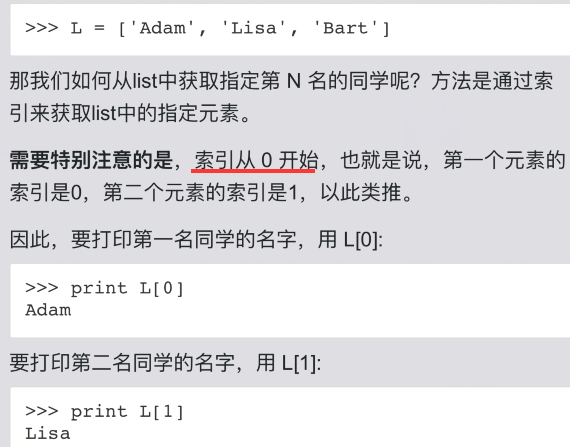 >>> L = ['Adam', 'Lisa', 'Bart']
那我们如何从list中获取指定第 N 名的同学呢？方法是通过索
引来获取list中的指定元素。
需要特别注意的是，索引从 0 开始，也就是说，第一个元素的
索引是0，第二个元素的索引是1，以此类推。
因此，要打印第一名同学的名字，用 L[0]:
>>> print L[0]
Adam
要打印第二名同学的名字，用 L[1]:
>>> print L[1]
Lisa